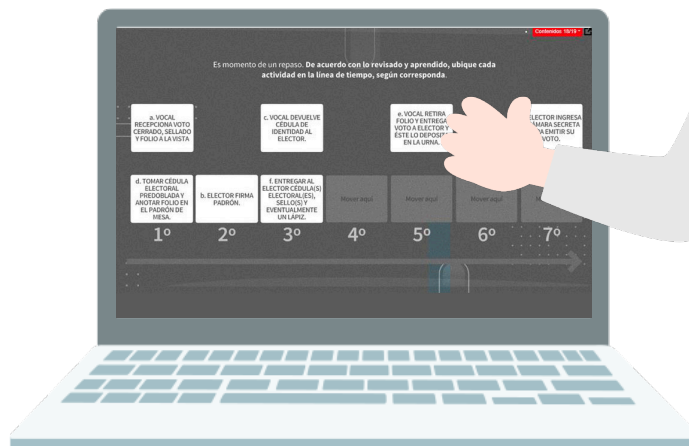 Contenidos 18/19
Es momento de un repaso. De acuerdo con lo revisado y aprendido, ubique cada
actividad en la línea de tiempo, según corresponda.
a. VOCAL
RECEPCIONA VOTO
CERRADO, SELLADO
Y FOLIO A LA VISTA
c. VOCAL DEVUELVE
CÉDULA DE
IDENTIDAD AL
ELECTOR.
e. VOCAL RETIRA
FOLIO Y ENTREGA
VOTO A ELECTOR Y
ÉSTE LO DEPOSITE
EN LA URNA.
ELECTOR INGRESA
SECRETA
EMITIR SU
VOTO.
d. TOMAR CÉDULA
ELECTORAL
PREDOBLADA Y
ANOTAR FOLIO EN
EL PADRÓN DE
MESA.
b. ELECTOR FIRMA
PADRÓN.
f. ENTREGAR AL
ELECTOR CÉDULA(S)
ELECTORAL(ES),
SELLO(S) Y
EVENTUALMENTE
UN LÁPIZ.
Mover aquí
Mover aquí
Mover aquí
1º
2º
3º
4º
5º
6º
7º